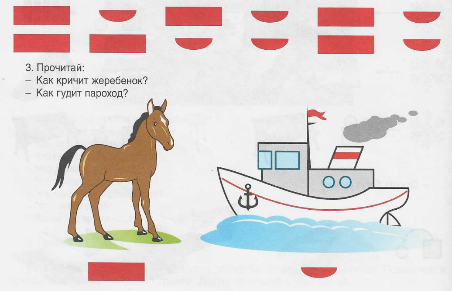 3. Прочитай:
– Как кричит жеребенок?
– Как гудит пароход?